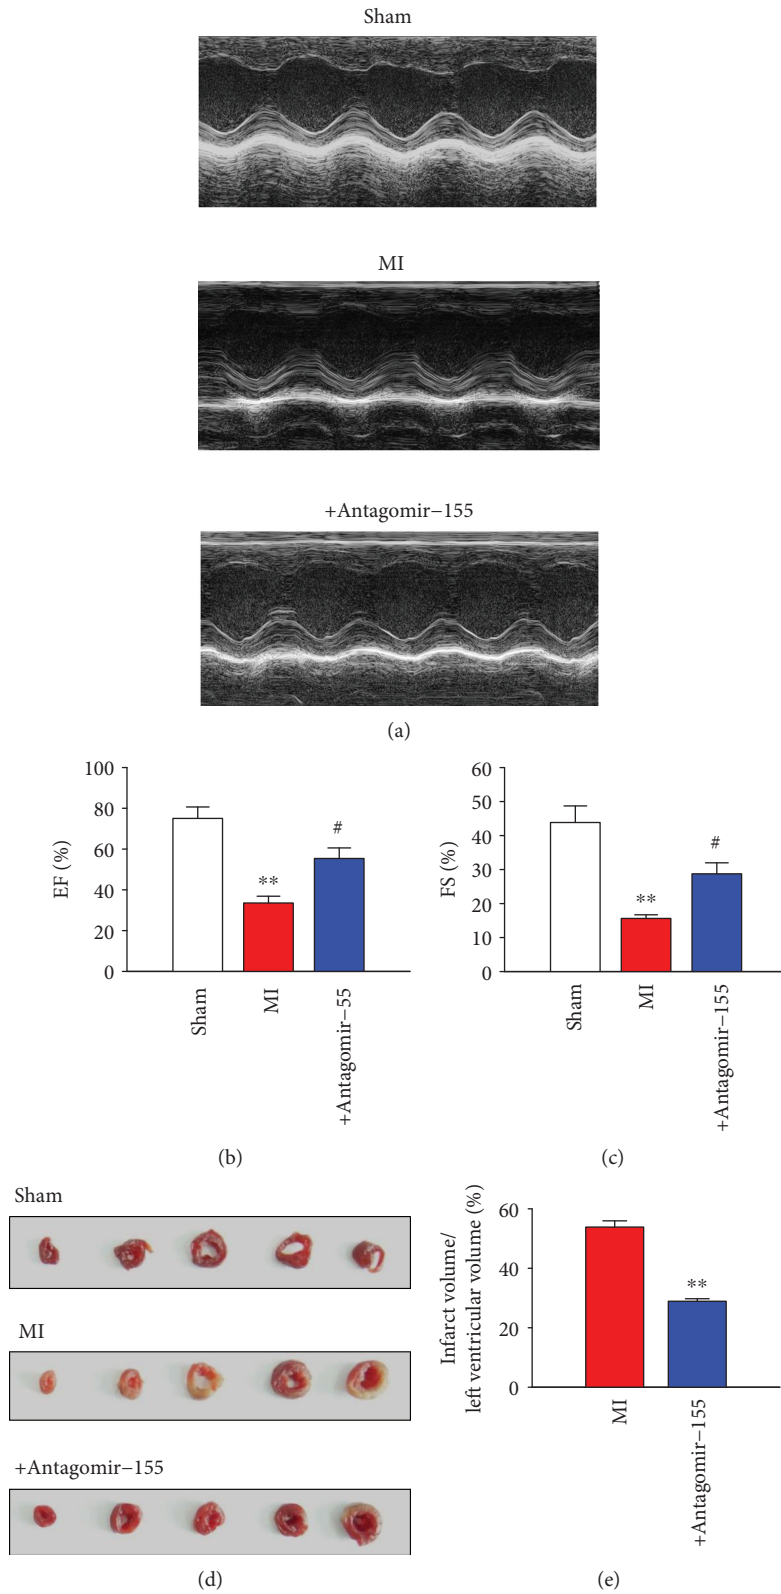 Sham
MI
+Antagomir−155
(a)
100
80
60
40
20
0
EF (%)
**
#
Sham
MI
+Antagomir−55
(b)
60
50
40
30
20
10
0
FS (%)
**
#
Sham
MI
+Antagomir−155
(c)
Sham
MI
+Antagomir−155
(d)
Infarct volume/
left ventricular volume (%)
60
40
20
0
**
MI
+Antagomir−155
(e)